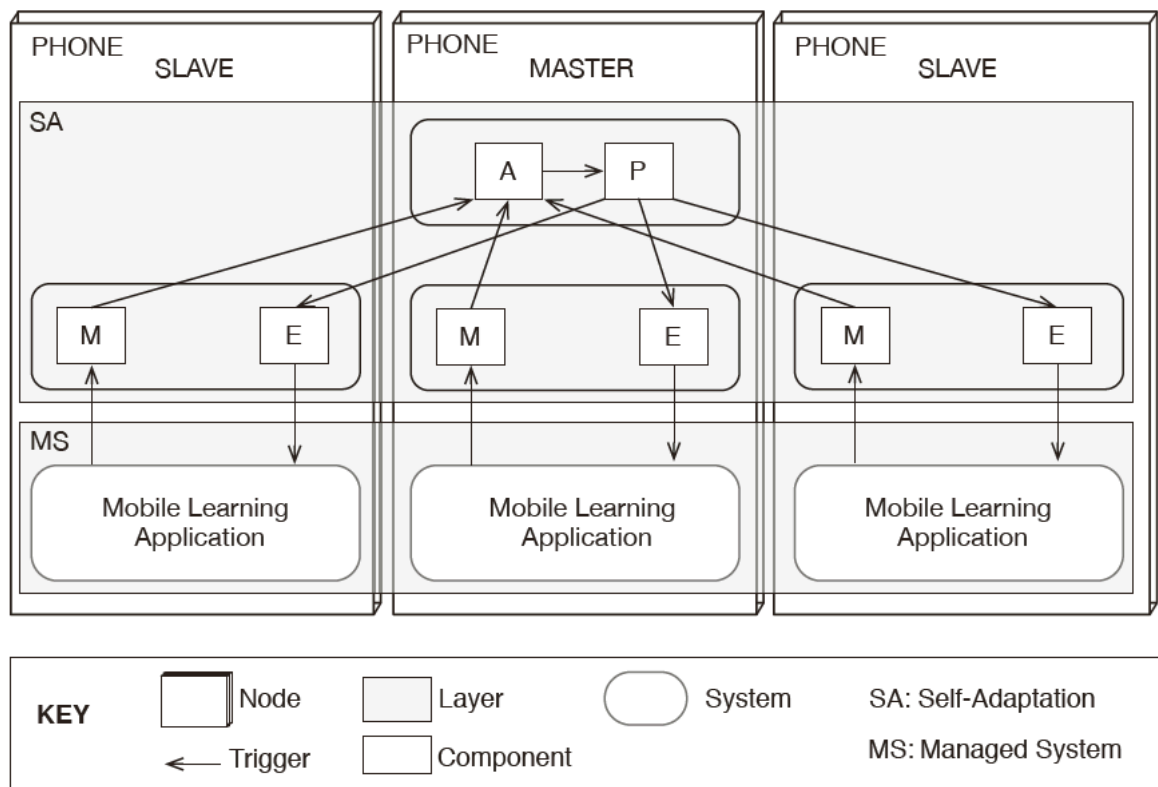 PHONE
SLAVE
PHONE
MASTER
PHONE
SLAVE
SA
A
P
M
E
M
E
M
E
MS
Mobile Learning
Application
Mobile Learning
Application
Mobile Learning
Application
KEY
Node
Layer
System
SA: Self-Adaptation
Trigger
Component
MS: Managed System